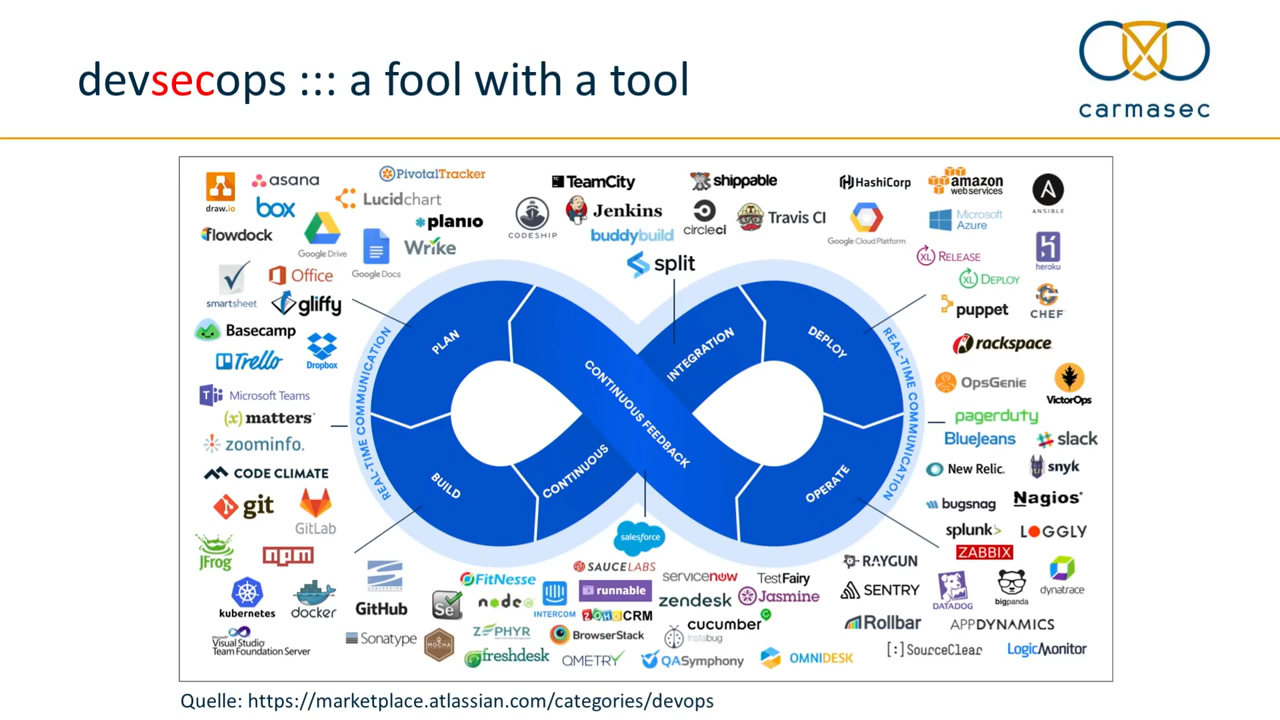 devsecops ::: a fool with a tool
carmasec
draw.io
asana
PivotalTracker
TeamCity
shippable
HashiCorp
amazon
web services
ANSIBLE
box
Lucidchart
CODESHIP
Jenkins
circleci
Travis CI
Google Cloud Platform
Microsoft
Azure
flowdock
Google Drive
planio
buddybuild
XL RELEASE
heroku
Google Docs
Wrike
split
XL DEPLOY
smartsheet
Office
gliffy
puppet
CHEF
Basecamp
rackspace
Trello
Dropbox
OpsGenie
VictorOps
Microsoft Teams
pagerduty
(x) matters
BlueJeans
slack
zoominfo.
New Relic.
snyk
CODE CLIMATE
bugsnag
Nagios®
git
GitLab
splunk>
LOGGLY
JFrog
npm
ZABBIX
REAL-TIME COMMUNICATION
PLAN
BUILD
CONTINUOUS
INTEGRATION
CONTINUOUS FEEDBACK
DEPLOY
OPERATE
REAL-TIME COMMUNICATION
salesforce
kubernetes
docker
GitHub
FitNesse
SAUCELABS
servicenow
TestFairy
RAYGUN
Se
node
INTERCOM
runnable
zendesk
Jasmine
SENTRY
DATADOG
bigpanda
dynatrace
ZOHO CRM
cucumber
Rollbar
APPDYNAMICS
Microsoft
Visual Studio
Team Foundation Server
Sonatype
MOCHA
ZEPHYR
BrowserStack
instabug
[:]SourceClear
LogicMonitor
freshdesk
QMETRY
QASymphony
OMNIDESK
Quelle: https://marketplace.atlassian.com/categories/devops